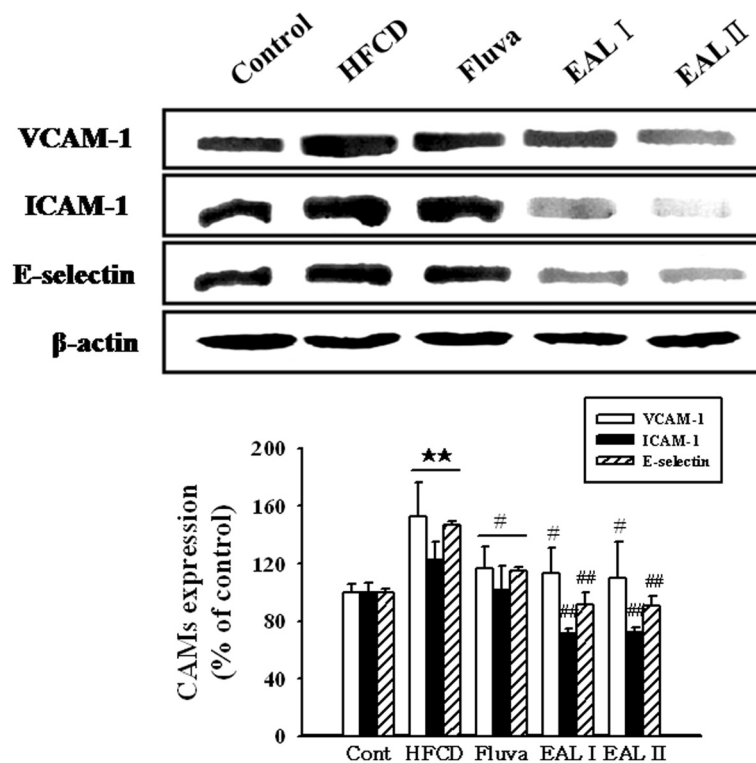 Control HFCD Fluva EAL I EAL II
VCAM-1
ICAM-1
E-selectin
β-actin
VCAM-1
ICAM-1
E-selectin
CAMs expression
(% of control)
200
160
120
80
40
0
★★
#
#
##
##
#
##
##
Cont HFCD Fluva EAL I EAL II